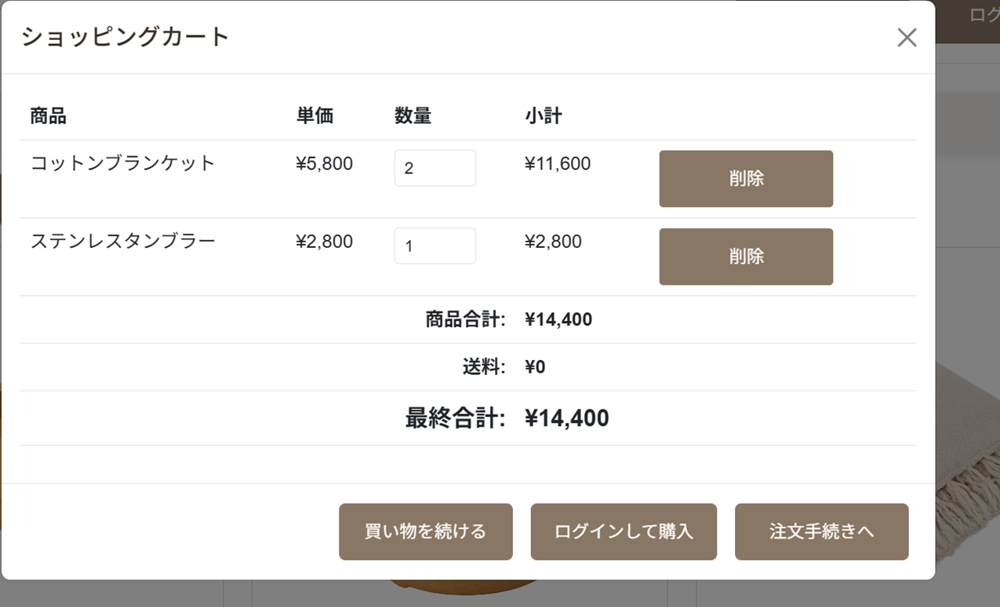 ログ
ショッピングカート
商品 単価 数量 小計
コットンブランケット ¥5,800 2 ¥11,600 削除
ステンレスタンブラー ¥2,800 1 ¥2,800 削除
商品合計: ¥14,400
送料: ¥0
最終合計: ¥14,400
買い物を続ける ログインして購入 注文手続きへ